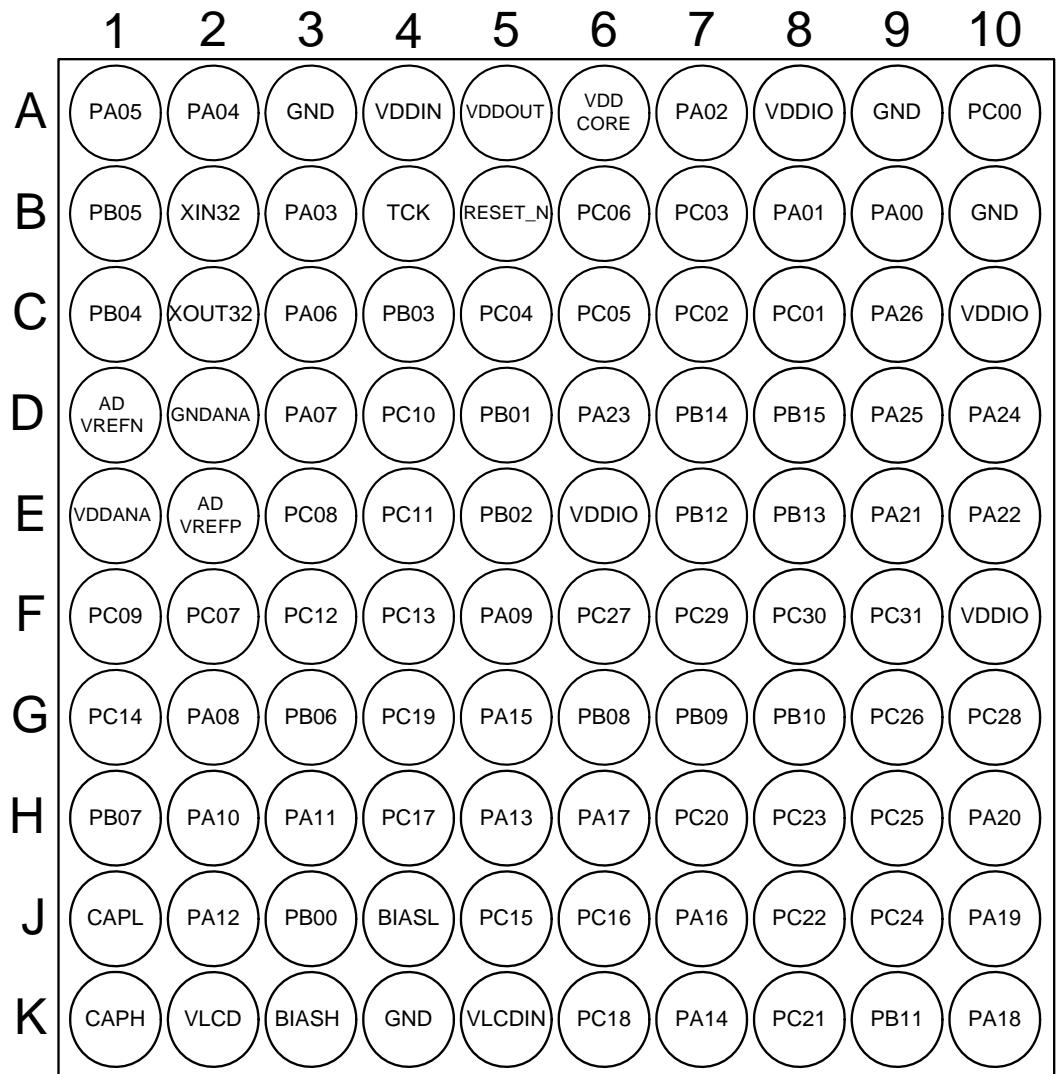 1 2 3 4 5 6 7 8 9 10
A PA05 PA04 GND VDDIN VDDOUT VDD CORE PA02 VDDIO GND PC00
B PB05 XIN32 PA03 TCK RESET_N PC06 PC03 PA01 PA00 GND
C PB04 XOUT32 PA06 PB03 PC04 PC05 PC02 PC01 PA26 VDDIO
D AD VREFN GNDANA PA07 PC10 PB01 PA23 PB14 PB15 PA25 PA24
E VDDANA AD VREFP PC08 PC11 PB02 VDDIO PB12 PB13 PA21 PA22
F PC09 PC07 PC12 PC13 PA09 PC27 PC29 PC30 PC31 VDDIO
G PC14 PA08 PB06 PC19 PA15 PB08 PB09 PB10 PC26 PC28
H PB07 PA10 PA11 PC17 PA13 PA17 PC20 PC23 PC25 PA20
J CAPL PA12 PB00 BIASL PC15 PC16 PA16 PC22 PC24 PA19
K CAPH VLCD BIASH GND VLCDIN PC18 PA14 PC21 PB11 PA18